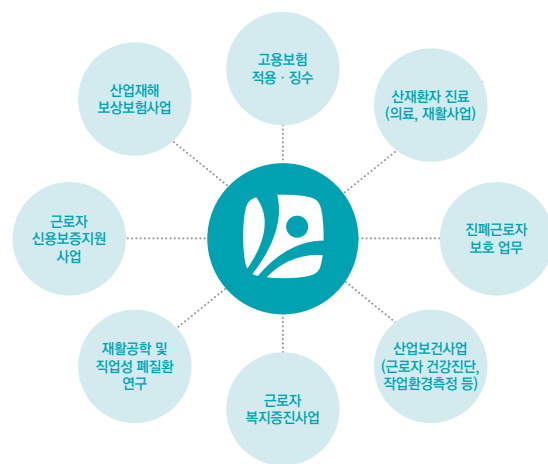 고용보험
적용 · 징수
산재환자 진료
(의료, 재활사업)
진폐근로자
보호 업무
산업보건사업
(근로자 건강진단,
작업환경측정 등)
근로자
복지증진사업
재활공학 및
직업성 폐질환
연구
근로자
신용보증지원
사업
산업재해
보상보험사업